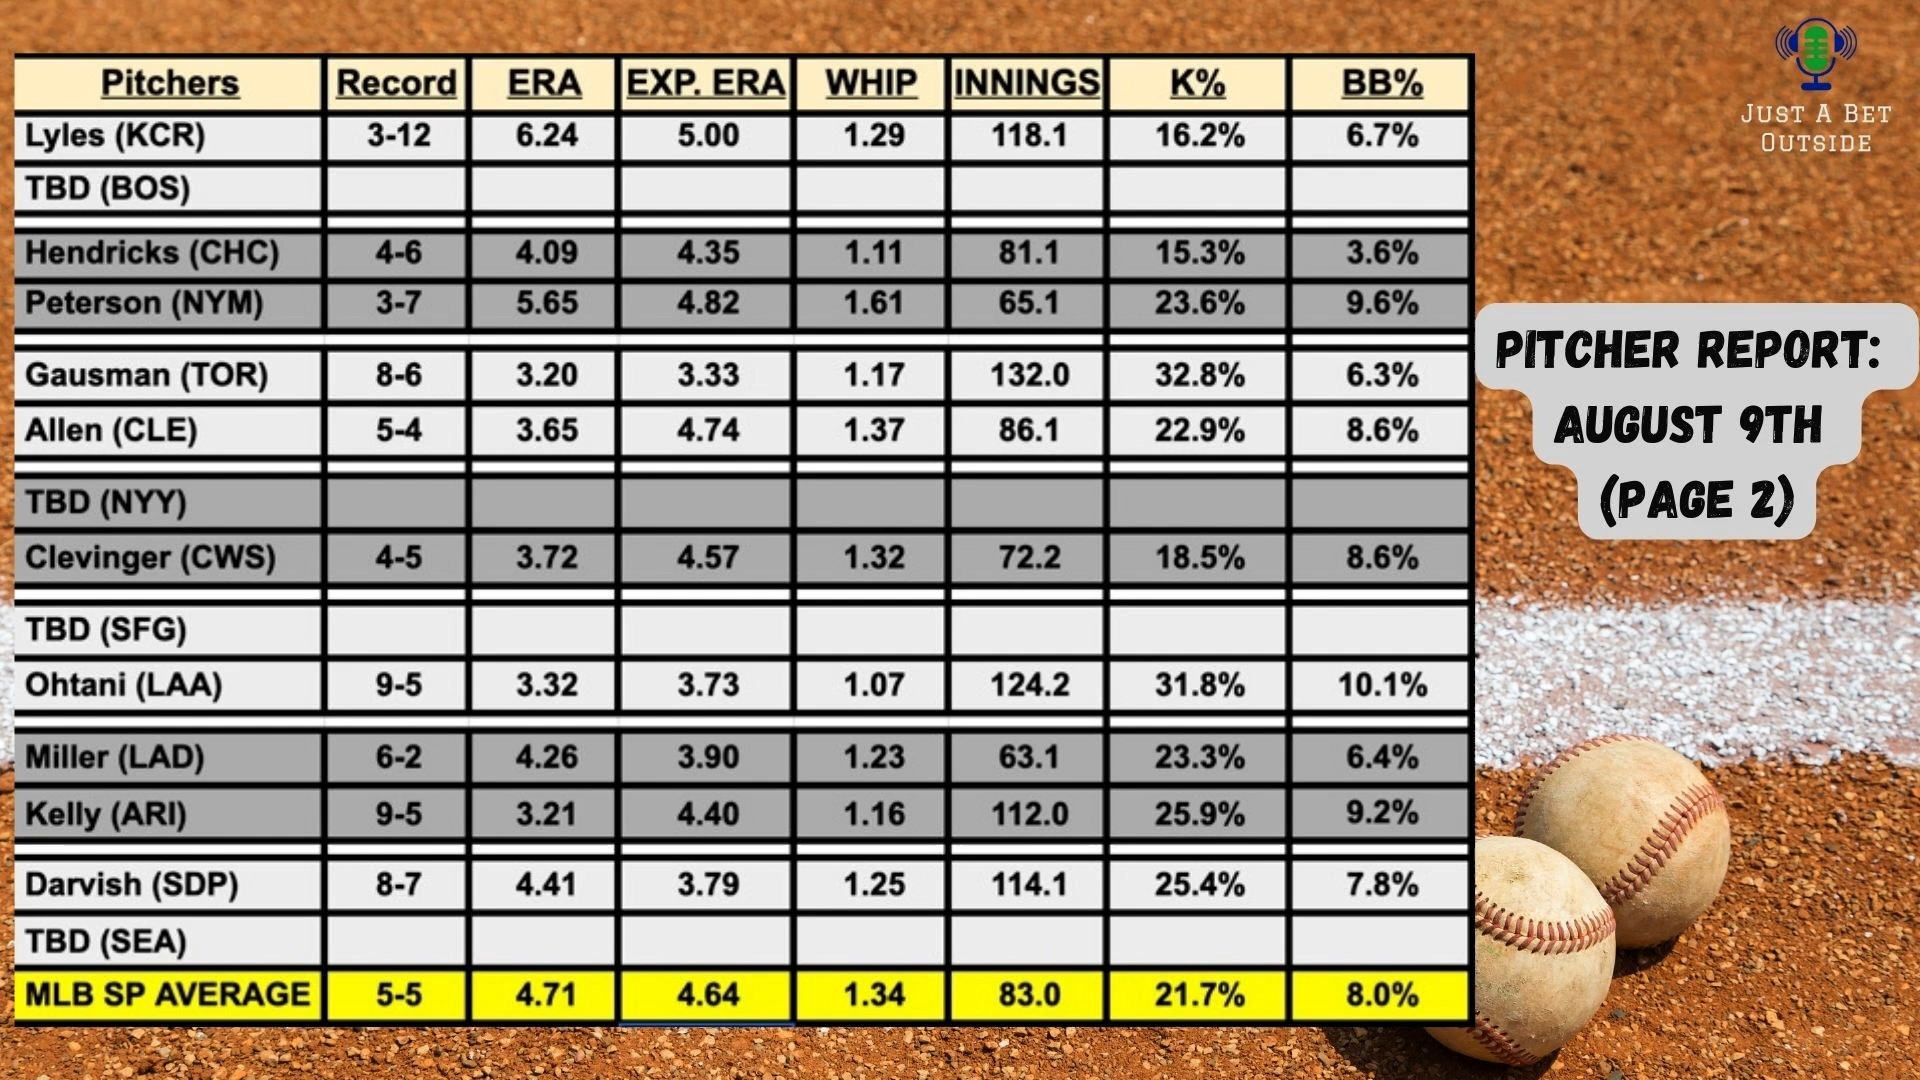 Pitchers Record ERA EXP. ERA WHIP INNINGS K% BB%
Lyles (KCR) 3-12 6.24 5.00 1.29 118.1 16.2% 6.7%
TBD (BOS)
Hendricks (CHC) 4-6 4.09 4.35 1.11 81.1 15.3% 3.6%
Peterson (NYM) 3-7 5.65 4.82 1.61 65.1 23.6% 9.6%
Gausman (TOR) 8-6 3.20 3.33 1.17 132.0 32.8% 6.3%
Allen (CLE) 5-4 3.65 4.74 1.37 86.1 22.9% 8.6%
TBD (NYY)
Clevinger (CWS) 4-5 3.72 4.57 1.32 72.2 18.5% 8.6%
TBD (SFG)
Ohtani (LAA) 9-5 3.32 3.73 1.07 124.2 31.8% 10.1%
Miller (LAD) 6-2 4.26 3.90 1.23 63.1 23.3% 6.4%
Kelly (ARI) 9-5 3.21 4.40 1.16 112.0 25.9% 9.2%
Darvish (SDP) 8-7 4.41 3.79 1.25 114.1 25.4% 7.8%
TBD (SEA)
MLB SP AVERAGE 5-5 4.71 4.64 1.34 83.0 21.7% 8.0%
JUST A BET
OUTSIDE
PITCHER REPORT:
AUGUST 9TH
(PAGE 2)